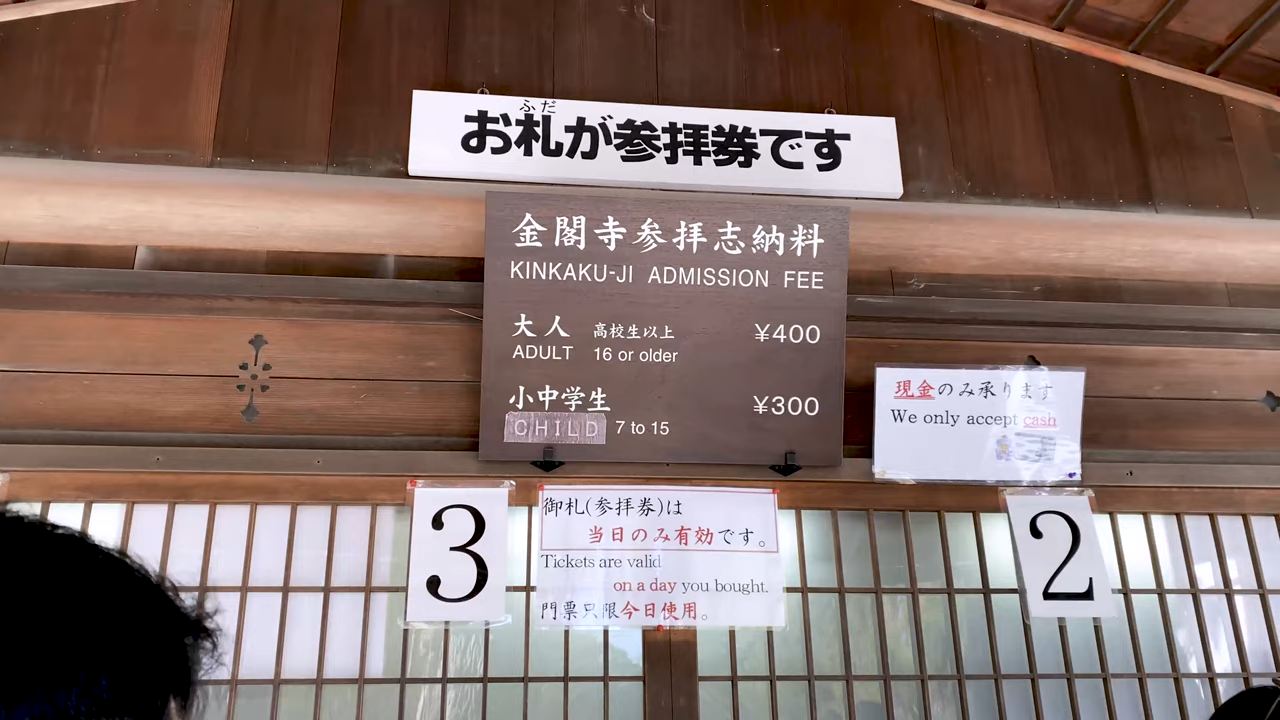 ふだ
お札が参拝券です
金閣寺参拝志納料
KINKAKU-JI ADMISSION FEE
大人 高校生以上 ¥400
ADULT 16 or older
小中学生 ¥300
CHILD 7 to 15
現金のみ承ります
We only accept cash
3
御札(参拝券)は
当日のみ有効です。
Tickets are valid
on a day you bought.
門票只限今日使用。
2